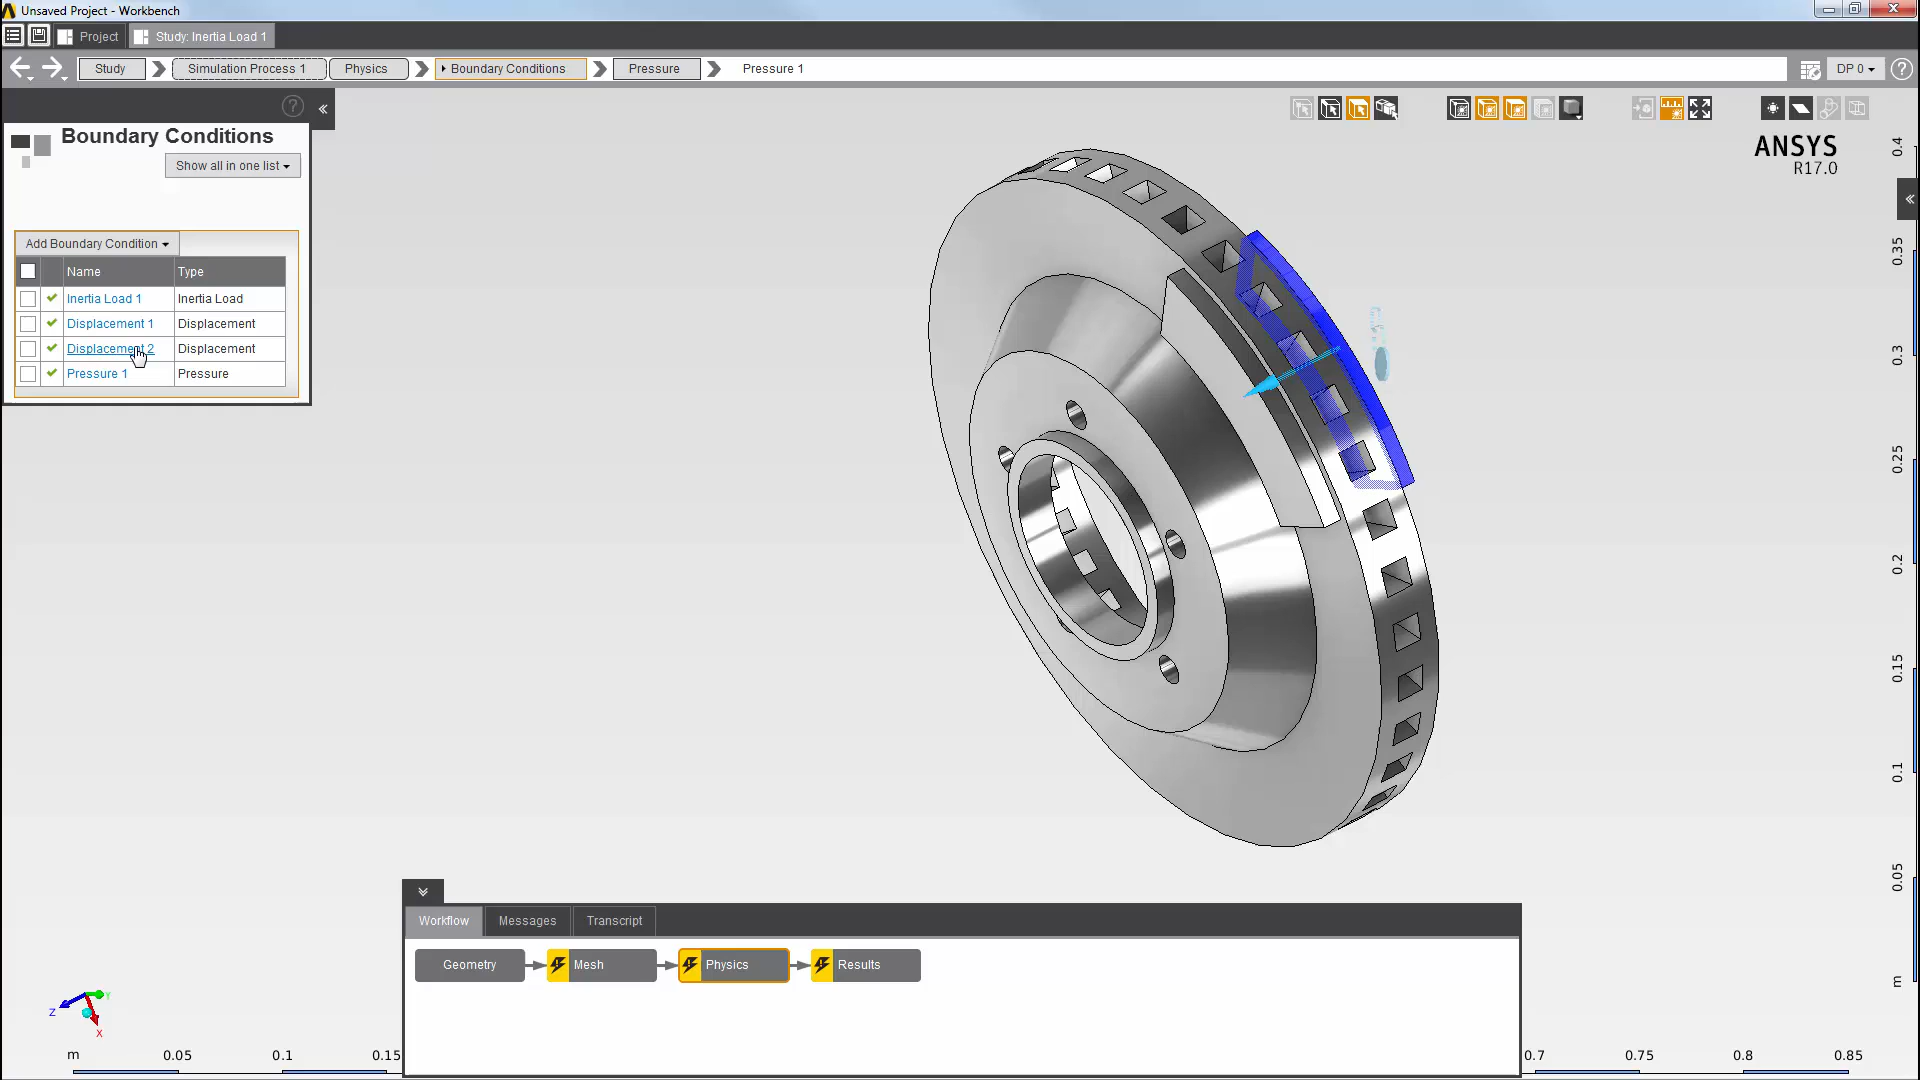 Unsaved Project - Workbench
Project
Study: Inertia Load 1
Study
Simulation Process 1
Physics
Boundary Conditions
Pressure
Pressure 1
DP 0
?
?
Boundary Conditions
Show all in one list
Add Boundary Condition
Name Type
Inertia Load 1 Inertia Load
Displacement 1 Displacement
Displacement 2 Displacement
Pressure 1 Pressure
ANSYS
R17.0
0.4
0.35
0.3
0.25
0.2
0.15
0.1
0.05
m
Workflow Messages Transcript
Geometry Mesh Physics Results
Y
Z
X
m 0.05 0.1 0.15 0.7 0.75 0.8 0.85